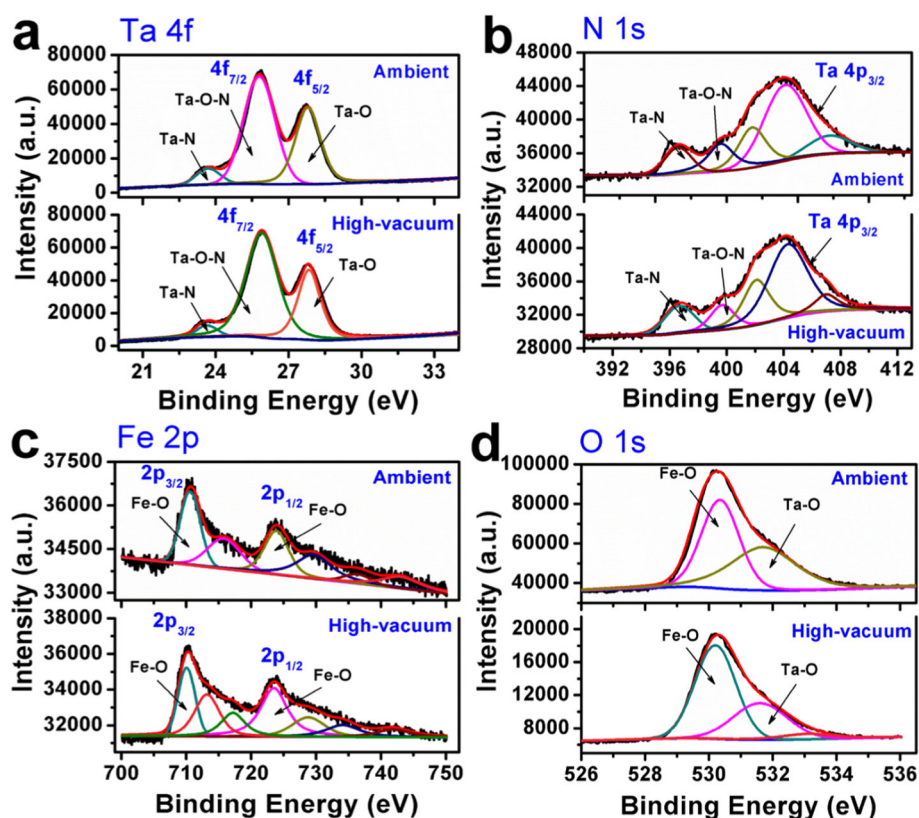 a Ta 4f
Intensity (a.u.)
80000
60000
40000
20000
0
4f7/2
4f5/2
Ambient
Ta-O-N
Ta-O
Ta-N
80000
60000
40000
20000
0
4f7/2
High-vacuum
4f5/2
Ta-O-N
Ta-O
Ta-N
21 24 27 30 33
Binding Energy (eV)
b N 1s
Intensity (a.u.)
48000
44000
40000
36000
32000
Ta 4p3/2
Ta-O-N
Ta-N
Ambient
44000
40000
36000
32000
28000
Ta 4p3/2
Ta-O-N
Ta-N
High-vacuum
392 396 400 404 408 412
Binding Energy (eV)
c Fe 2p
Intensity (a.u.)
37500
36000
34500
33000
2p3/2
Ambient
Fe-O
2p1/2
Fe-O
38000
36000
34000
32000
2p3/2
High-vacuum
2p1/2
Fe-O
Fe-O
700 710 720 730 740 750
Binding Energy (eV)
d O 1s
Intensity (a.u.)
100000
80000
60000
40000
Fe-O
Ambient
Ta-O
20000
16000
12000
8000
Fe-O
High-vacuum
Ta-O
526 528 530 532 534 536
Binding Energy (eV)